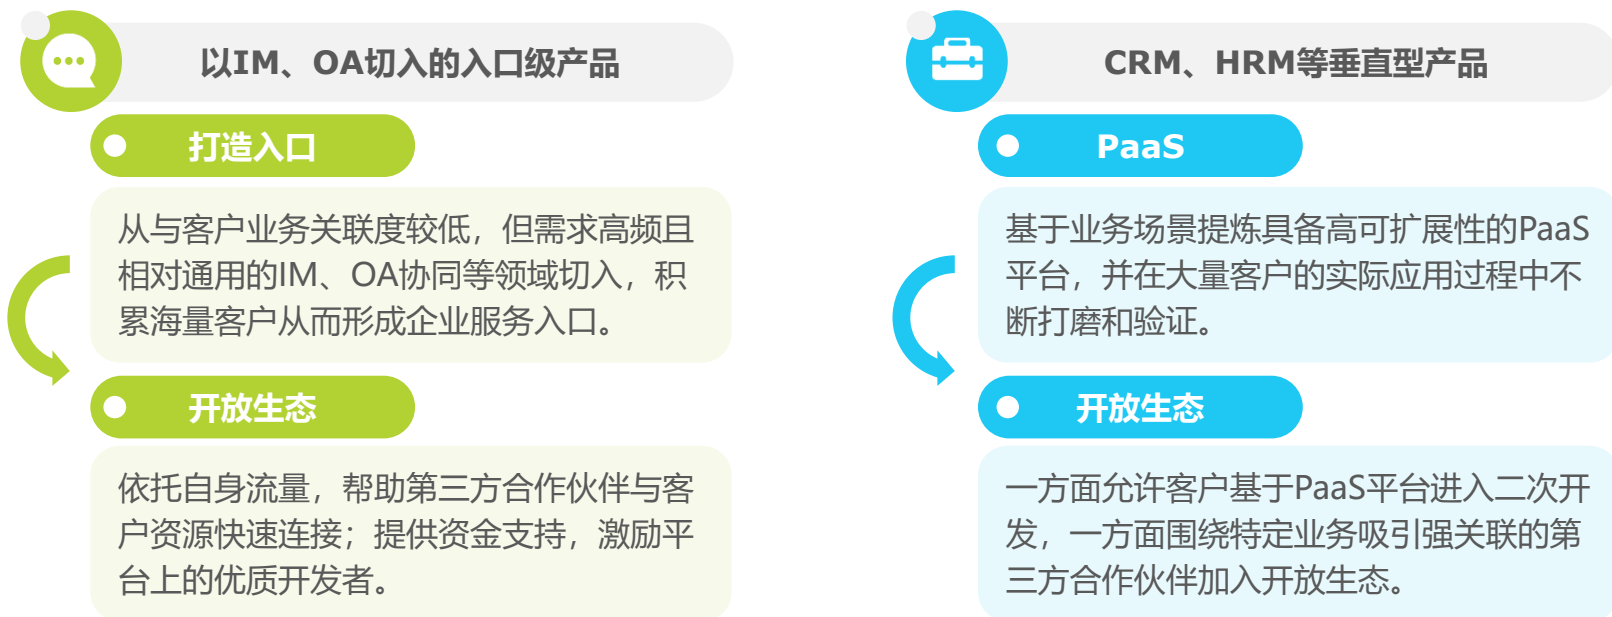 以IM、OA切入的入口级产品
打造入口
从与客户业务关联度较低，但需求高频且
相对通用的IM、OA协同等领域切入，积
累海量客户从而形成企业服务入口。
开放生态
依托自身流量，帮助第三方合作伙伴与客
户资源快速连接；提供资金支持，激励平
台上的优质开发者。
CRM、HRM等垂直型产品
PaaS
基于业务场景提炼具备高可扩展性的PaaS
平台，并在大量客户的实际应用过程中不
断打磨和验证。
开放生态
一方面允许客户基于PaaS平台进入二次开
发，一方面围绕特定业务吸引强关联的第
三方合作伙伴加入开放生态。